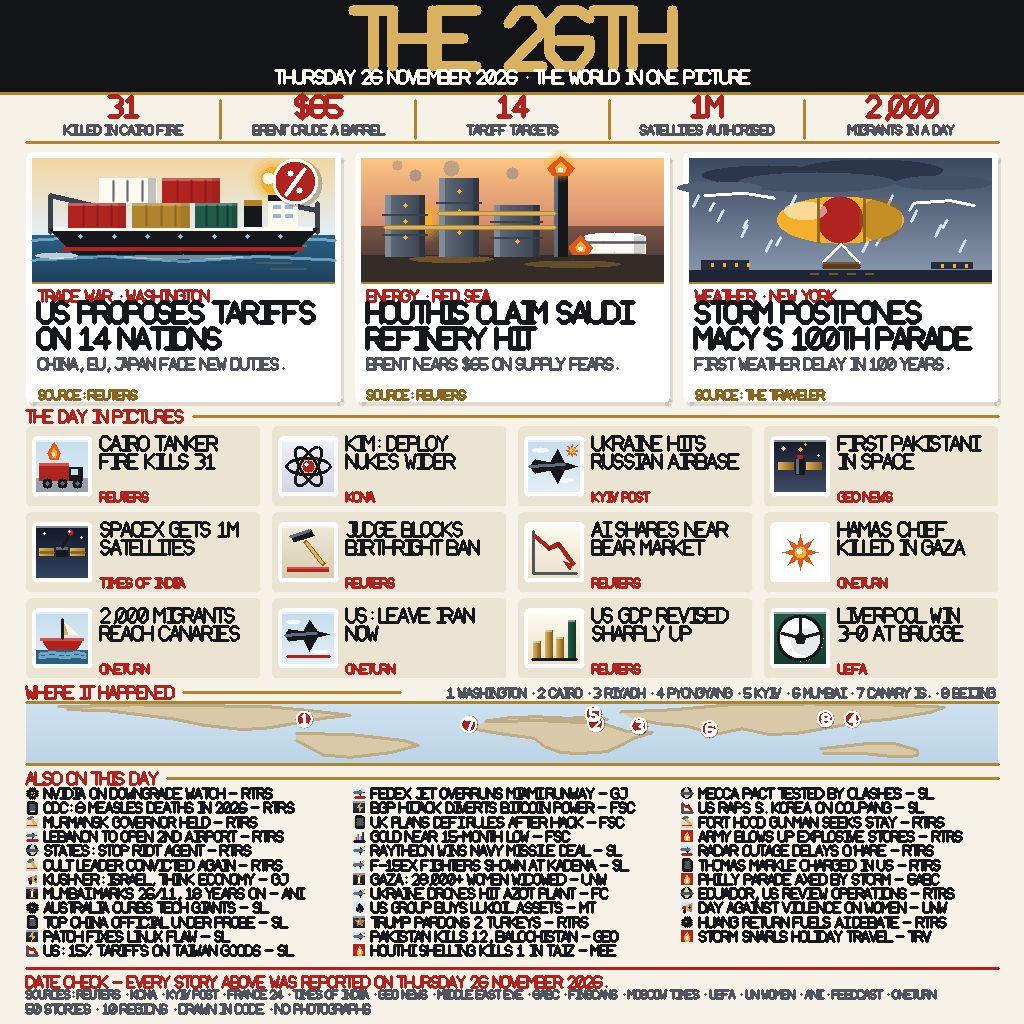 THE 26TH
THURSDAY 26 NOVEMBER 2026 · THE WORLD IN ONE PICTURE
31
KILLED IN CAIRO FIRE
$85
BRENT CRUDE A BARREL
14
TARIFF TARGETS
1M
SATELLITES AUTHORISED
2,000
MIGRANTS IN A DAY
%
TRADE WAR · WASHINGTON
US PROPOSES TARIFFS
ON 14 NATIONS
CHINA, EU, JAPAN FACE NEW DUTIES.
SOURCE: REUTERS
ENERGY · RED SEA
HOUTHIS CLAIM SAUDI
REFINERY HIT
BRENT NEARS $85 ON SUPPLY FEARS.
SOURCE: REUTERS
WEATHER · NEW YORK
STORM POSTPONES
MACY'S 100TH PARADE
FIRST WEATHER DELAY IN 100 YEARS.
SOURCE: THE TRAVELER
THE DAY IN PICTURES
CAIRO TANKER
FIRE KILLS 31
REUTERS
KIM: DEPLOY
NUKES WIDER
KCNA
UKRAINE HITS
RUSSIAN AIRBASE
KYIV POST
FIRST PAKISTANI
IN SPACE
GEO NEWS
SPACEX GETS 1M
SATELLITES
TIMES OF INDIA
JUDGE BLOCKS
BIRTHRIGHT BAN
REUTERS
AI SHARES NEAR
BEAR MARKET
REUTERS
HAMAS CHIEF
KILLED IN GAZA
ONETURN
2,000 MIGRANTS
REACH CANARIES
ONETURN
US: LEAVE IRAN
NOW
ONETURN
US GDP REVISED
SHARPLY UP
REUTERS
LIVERPOOL WIN
3-0 AT BRUGGE
UEFA
WHERE IT HAPPENED
1 WASHINGTON · 2 CAIRO · 3 RIYADH · 4 PYONGYANG · 5 KYIV · 6 MUMBAI · 7 CANARY IS. · 8 BEIJING
1
7
5
2
3
6
8
4
ALSO ON THIS DAY
NVIDIA ON DOWNGRADE WATCH - RTRS
CDC: MEASLES DEATHS IN 2026 - RTRS
MURMANSK GOVERNOR HELD - RTRS
LEBANON TO OPEN 2ND AIRPORT - RTRS
STATES: STOP RIOT AGENT - RTRS
CULT LEADER CONVICTED AGAIN - RTRS
KUSHNER: ISRAEL, THINK ECONOMY - GJ
MUMBAI MARKS 26/11, 18 YEARS ON - ANI
AUSTRALIA CURBS TECH GIANTS - SL
TOP CHINA OFFICIAL UNDER PROBE - SL
PATCH FIXES LINUX FLAW - SL
US: 15% TARIFFS ON TAIWAN GOODS - SL
FEDEX JET OVERRUNS MIAMI RUNWAY - GJ
BGP HIJACK DIVERTS BITCOIN POWER - FSC
UK PLANS DEFI RULES AFTER HACK - FSC
GOLD NEAR 15-MONTH LOW - FSC
RAYTHEON WINS NAVY MISSILE DEAL - SL
F-15EX FIGHTERS SHOWN AT KADENA - SL
GAZA: WOMEN WIDOWED - UNW
UKRAINE DRONES HIT AZOT PLANT - FC
US GROUP BUYS LUKOIL ASSETS - MT
TRUMP PARDONS 2 TURKEYS - RTRS
PAKISTAN KILLS 12, BALOCHISTAN - GEO
HOUTHI SHELLING KILLS 1 IN TAIZ - MEE
MECCA PACT TESTED BY CLASHES - SL
US RAPS S. KOREA ON COUPANG - SL
FORT HOOD GUNMAN SEEKS STAY - RTRS
ARMY BLOWS UP EXPLOSIVE STORES - RTRS
RADAR OUTAGE DELAYS O'HARE - RTRS
THOMAS MARKLE CHARGED IN US - RTRS
PHILLY PARADE AXED BY STORM - 6ABC
ECUADOR, US REVIEW OPERATIONS - RTRS
DAY AGAINST VIOLENCE ON WOMEN - UNW
HUANG RETURN FUELS AI DEBATE - RTRS
STORM SNARLS HOLIDAY TRAVEL - TRV
DATE CHECK - EVERY STORY ABOVE WAS REPORTED ON THURSDAY 26 NOVEMBER 2026.
SOURCES: REUTERS · KCNA · KYIV POST · FRANCE 24 · TIMES OF INDIA · GEO NEWS · MIDDLE EAST EYE · 6ABC · FINSCANS · MOSCOW TIMES · UEFA · UN WOMEN · ANI · FEEDCAST · ONETURN
50 STORIES · 10 REGIONS · DRAWN IN CODE · NO PHOTOGRAPHS